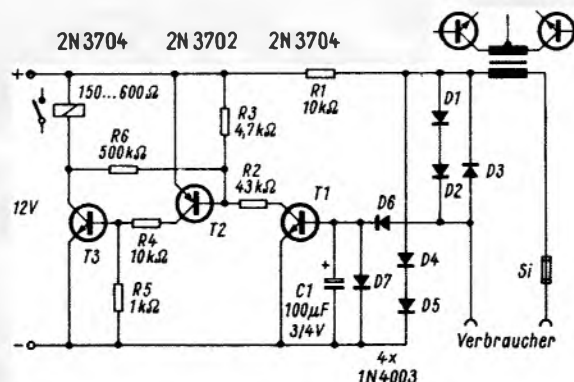 2N3704 2N3702 2N3704
+
150...600Ω
R1
10kΩ
D1
R3
4,7kΩ
R6
500kΩ
R2
43kΩ
T1
D2
D3
12V
D6
T3
R4
10kΩ
T2
D4
Si
R5
1kΩ
+
C1
100µF
3/4V
D7
D5
Verbraucher
-
4x
1N4003